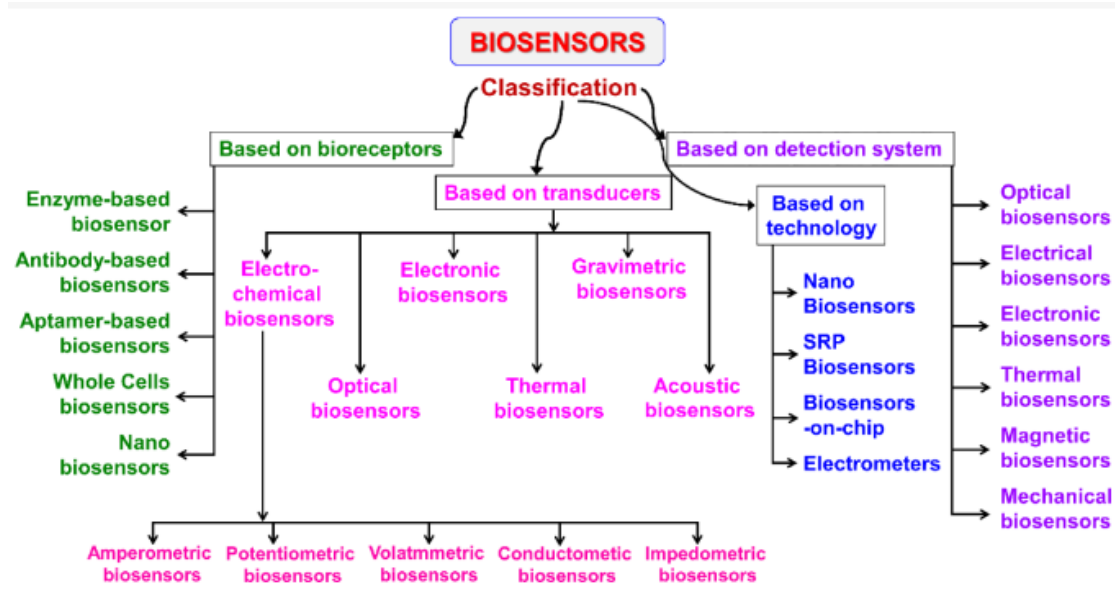 BIOSENSORS
Classification
Based on bioreceptors
Enzyme-based
biosensor
Antibody-based
biosensors
Aptamer-based
biosensors
Whole Cells
biosensors
Nano
biosensors
Based on transducers
Electro-
chemical
biosensors
Electronic
biosensors
Gravimetric
biosensors
Optical
biosensors
Thermal
biosensors
Acoustic
biosensors
Amperometric
biosensors
Potentiometric
biosensors
Volatmmetric
biosensors
Conductometic
biosensors
Impedometric
biosensors
Based on
technology
Nano
Biosensors
SRP
Biosensors
Biosensors
-on-chip
Electrometers
Based on detection system
Optical
biosensors
Electrical
biosensors
Electronic
biosensors
Thermal
biosensors
Magnetic
biosensors
Mechanical
biosensors